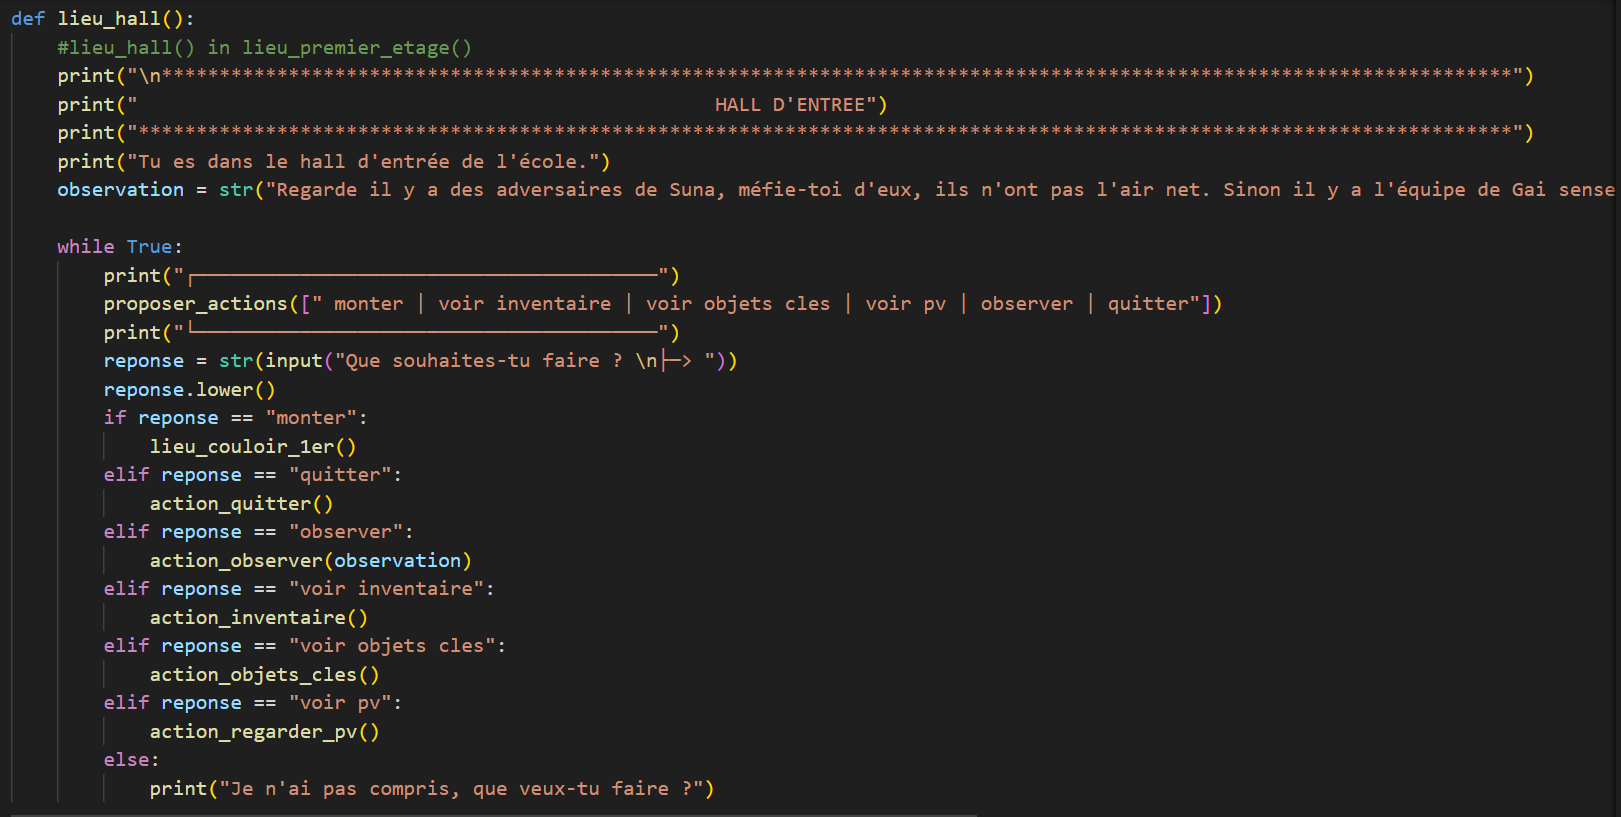 def lieu_hall():
    #lieu_hall() in lieu_premier_etage()
    print("\n*********************************************************************************************************************")
    print("                                                  HALL D'ENTREE")
    print("***********************************************************************************************************************")
    print("Tu es dans le hall d'entrée de l'école.")
    observation = str("Regarde il y a des adversaires de Suna, méfie-toi d'eux, ils n'ont pas l'air net. Sinon il y a l'équipe de Gai sense
    while True:
        print("┌────────────────────────────────────────")
        proposer_actions([" monter | voir inventaire | voir objets cles | voir pv | observer | quitter"])
        print("└────────────────────────────────────────")
        reponse = str(input("Que souhaites-tu faire ? \n├─> "))
        reponse.lower()
        if reponse == "monter":
            lieu_couloir_1er()
        elif reponse == "quitter":
            action_quitter()
        elif reponse == "observer":
            action_observer(observation)
        elif reponse == "voir inventaire":
            action_inventaire()
        elif reponse == "voir objets cles":
            action_objets_cles()
        elif reponse == "voir pv":
            action_regarder_pv()
        else:
            print("Je n'ai pas compris, que veux-tu faire ?")